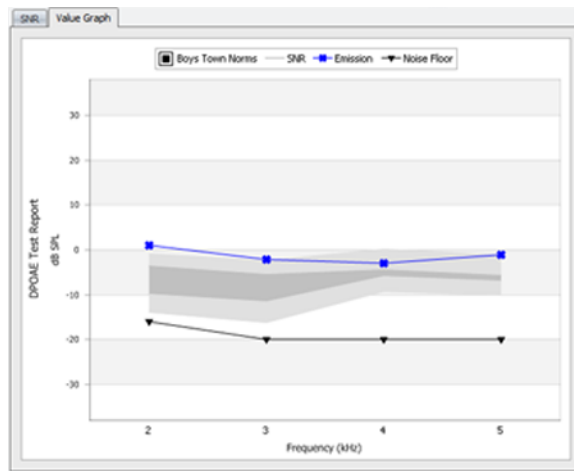 SNR Value Graph
Boys Town Norms SNR Emission Noise Floor
30
20
10
0
-10
-20
-30
DPOAE Test Report
dB SPL
2 3 4 5
Frequency (kHz)